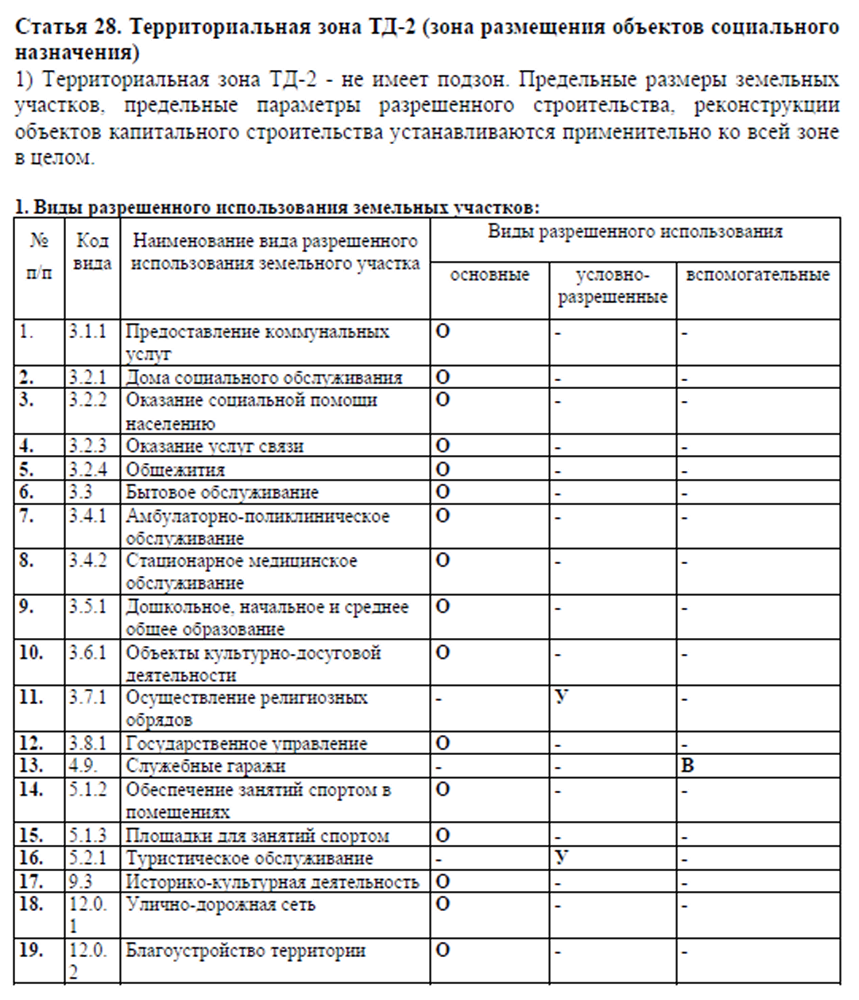 Статья 28. Территориальная зона ТД-2 (зона размещения объектов социального
назначения)
1) Территориальная зона ТД-2 - не имеет подзон. Предельные размеры земельных
участков, предельные параметры разрешенного строительства, реконструкции
объектов капитального строительства устанавливаются применительно ко всей зоне
в целом.
1. Виды разрешенного использования земельных участков:
№ п/п Код вида Наименование вида разрешенного использования земельного участка Виды разрешенного использования
основные условно-разрешенные вспомогательные
1. 3.1.1 Предоставление коммунальных О - -
услуг
2. 3.2.1 Дома социального обслуживания О - -
3. 3.2.2 Оказание социальной помощи О - -
населению
4. 3.2.3 Оказание услуг связи О - -
5. 3.2.4 Общежития О - -
6. 3.3 Бытовое обслуживание О - -
7. 3.4.1 Амбулаторно-поликлиническое О - -
обслуживание
8. 3.4.2 Стационарное медицинское О - -
обслуживание
9. 3.5.1 Дошкольное, начальное и среднее О - -
общее образование
10. 3.6.1 Объекты культурно-досуговой О - -
деятельности
11. 3.7.1 Осуществление религиозных - У -
обрядов
12. 3.8.1 Государственное управление О - -
13. 4.9. Служебные гаражи - - В
14. 5.1.2 Обеспечение занятий спортом в О - -
помещениях
15. 5.1.3 Площадки для занятий спортом О - -
16. 5.2.1 Туристическое обслуживание - У -
17. 9.3 Историко-культурная деятельность О - -
18. 12.0. Улично-дорожная сеть О - -
1
19. 12.0. Благоустройство территории О - -
2